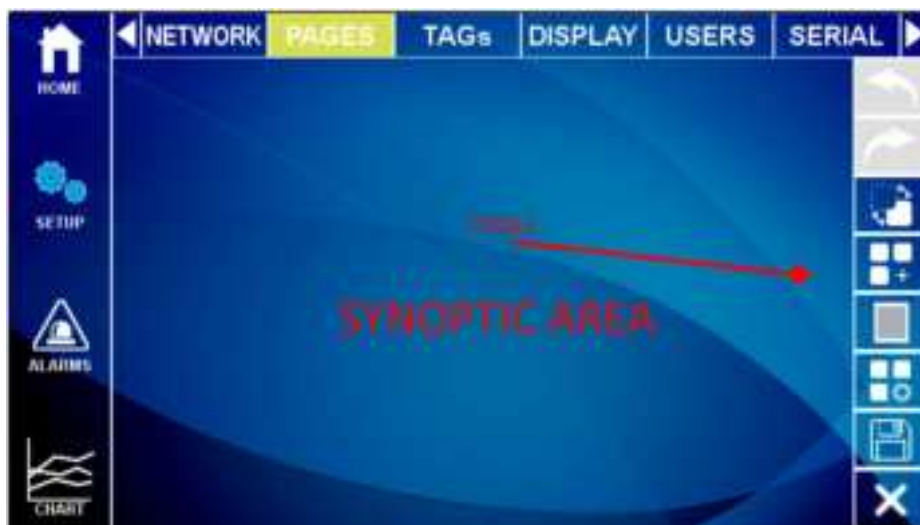 NETWORK PAGES TAGs DISPLAY USERS SERIAL
HOME
SETUP
SYNOPTIC AREA
ALARMS
CHART